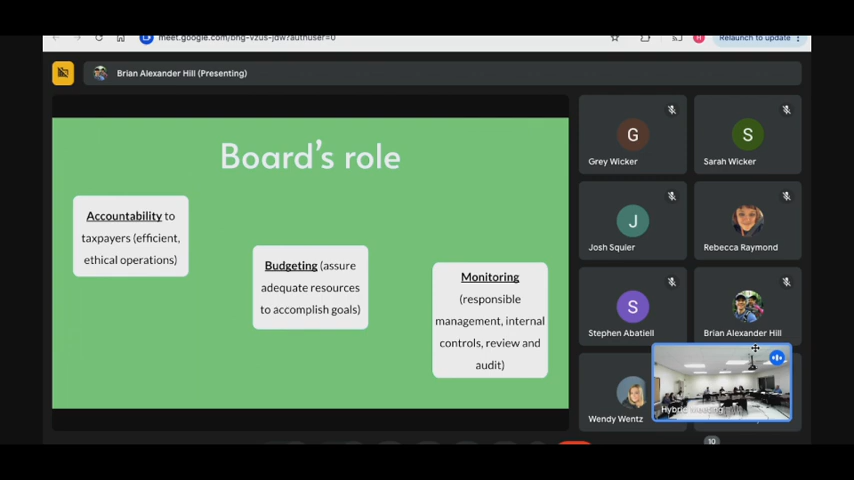 meet.google.com/bng-vzus-jdw?authuser=0
Relaunch to update
Brian Alexander Hill (Presenting)
Board's role
Accountability to
taxpayers (efficient,
ethical operations)
Budgeting (assure
adequate resources
to accomplish goals)
Monitoring
(responsible
management, internal
controls, review and
audit)
G
Grey Wicker
S
Sarah Wicker
J
Josh Squier
Rebecca Raymond
S
Stephen Abatiell
Brian Alexander Hill
Wendy Wentz
Hybrid Meeting
10